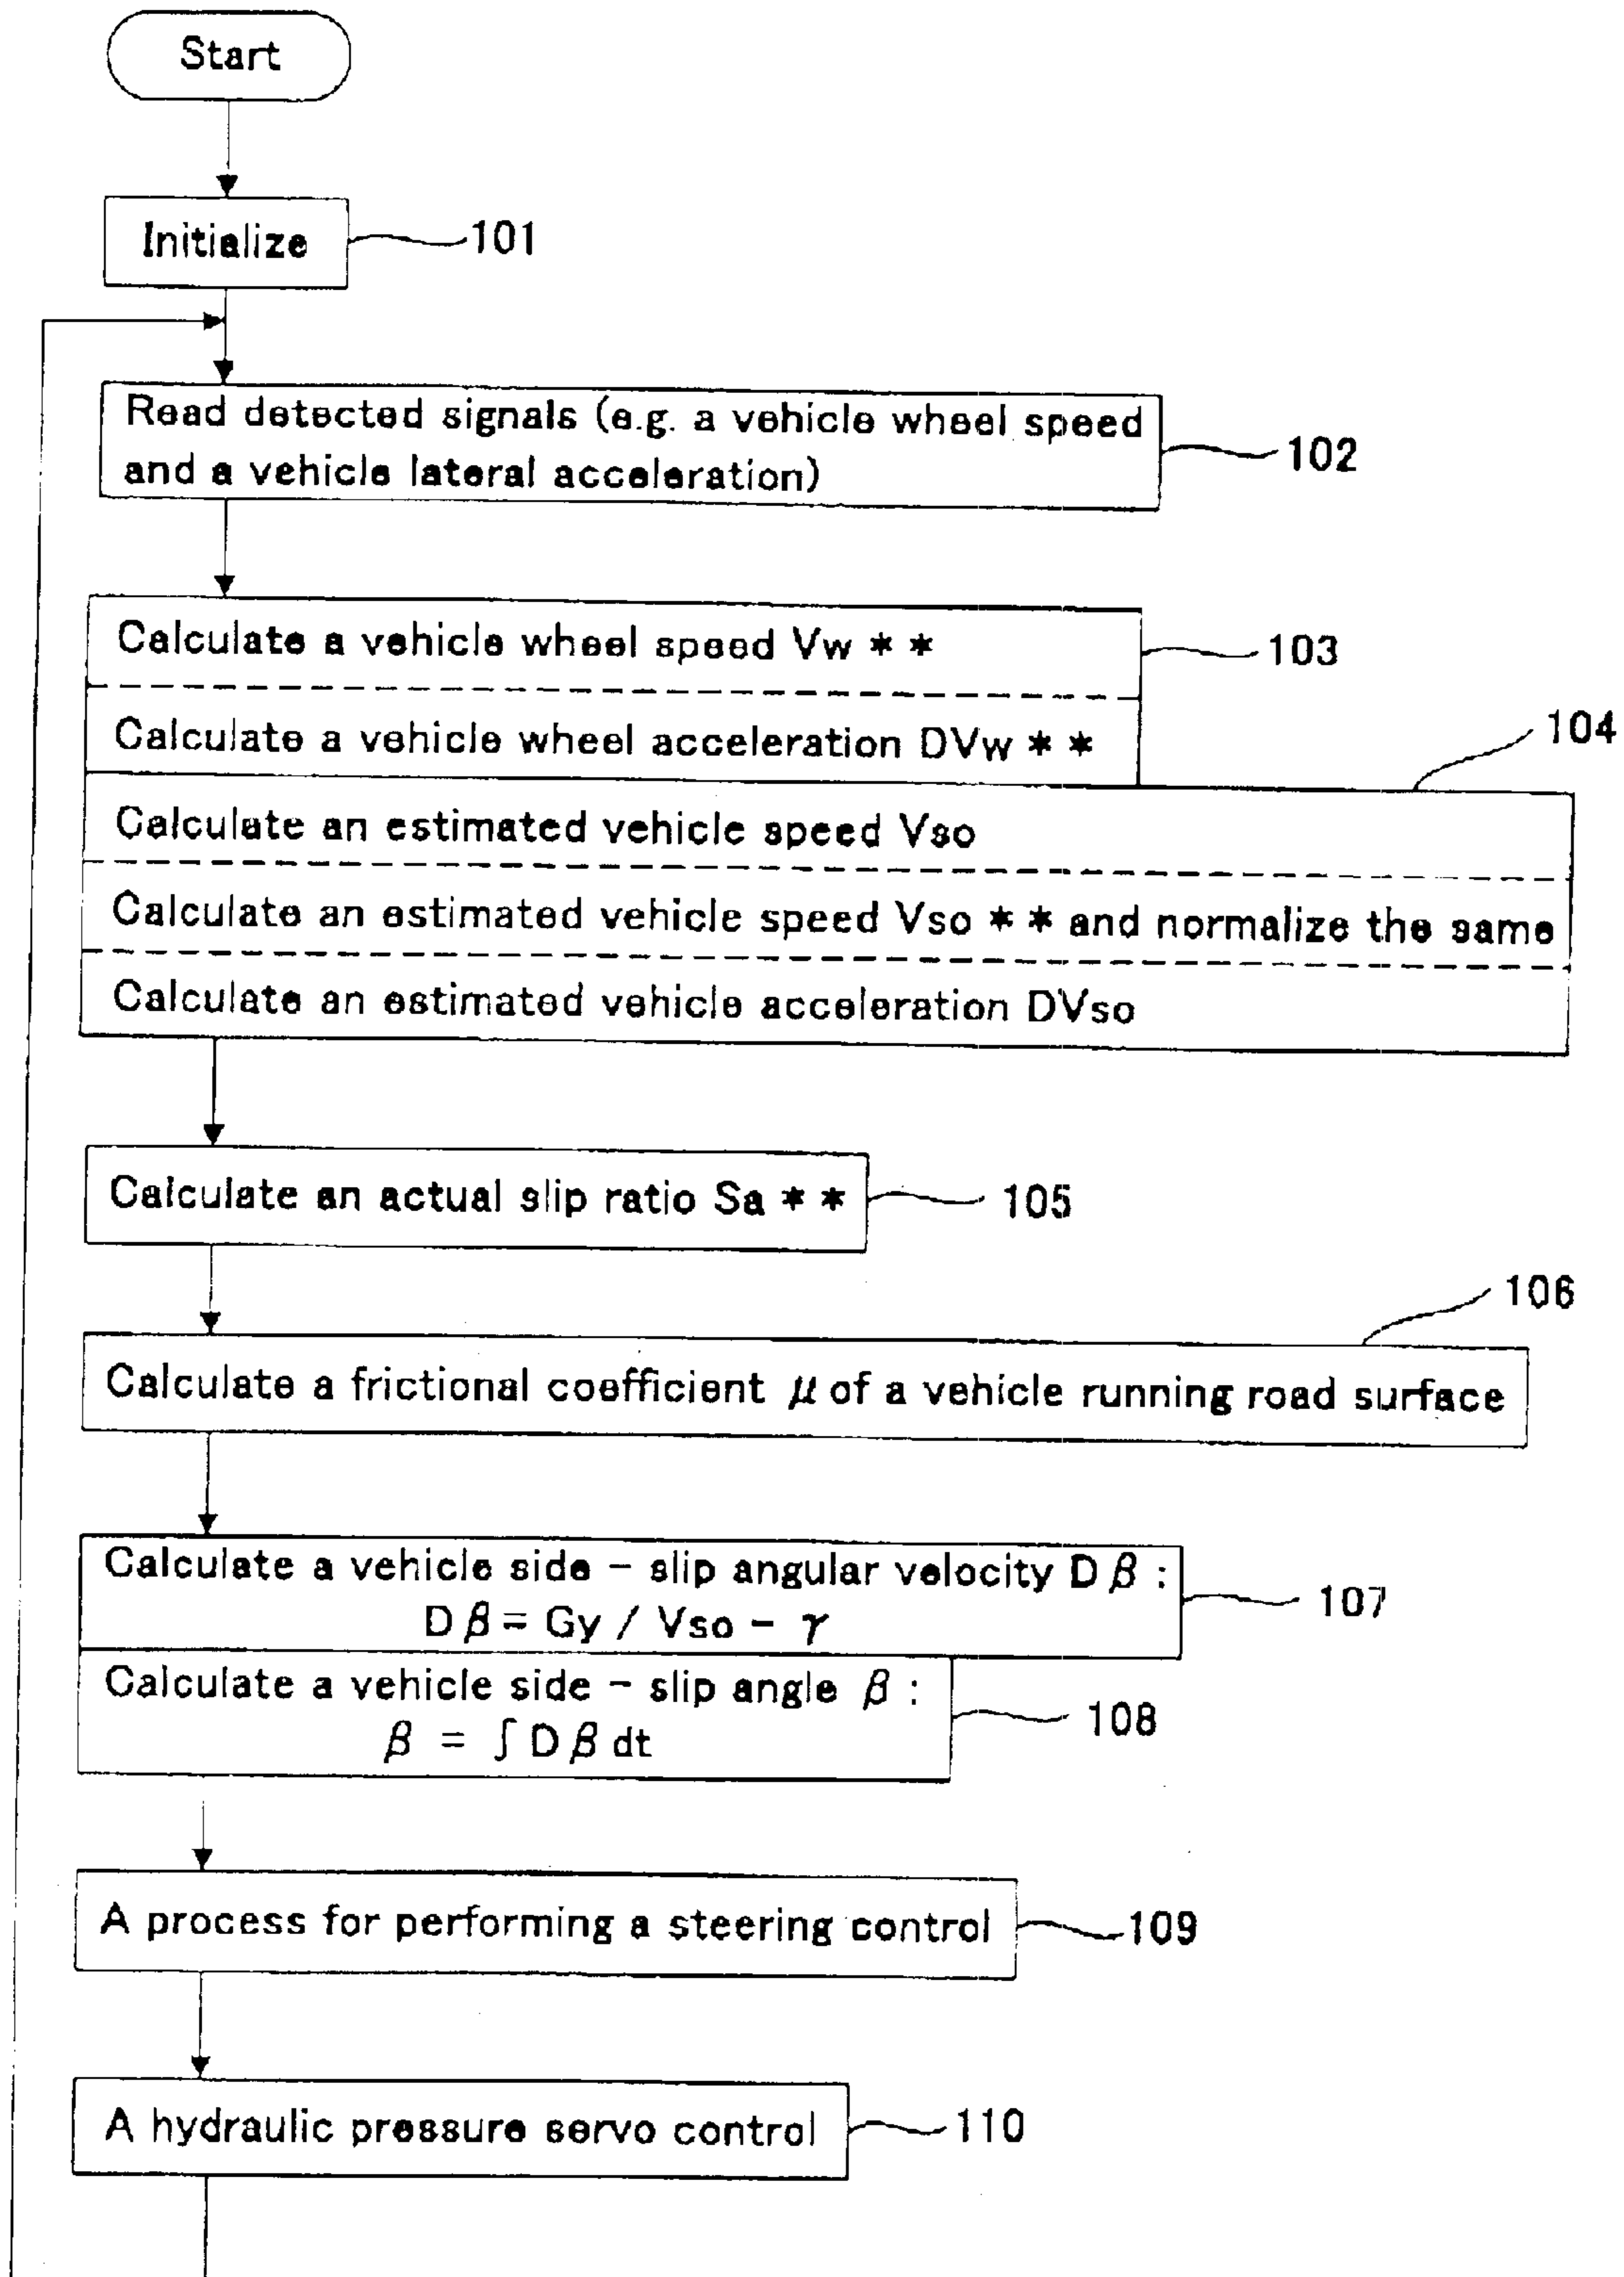 Start
Initialize
101
Read detected signals (e.g. a vehicle wheel speed
and a vehicle lateral acceleration)
102
Calculate a vehicle wheel speed Vw * *
103
Calculate a vehicle wheel acceleration DVw * *
104
Calculate an estimated vehicle speed Vso
Calculate an estimated vehicle speed Vso * * and normalize the same
Calculate an estimated vehicle acceleration DVso
Calculate an actual slip ratio Sa * *
105
106
Calculate a frictional coefficient μ of a vehicle running road surface
Calculate a vehicle side - slip angular velocity D β :
D β = Gy / Vso - γ
107
Calculate a vehicle side - slip angle β :
β = ∫ D β dt
108
A process for performing a steering control
109
A hydraulic pressure servo control
110